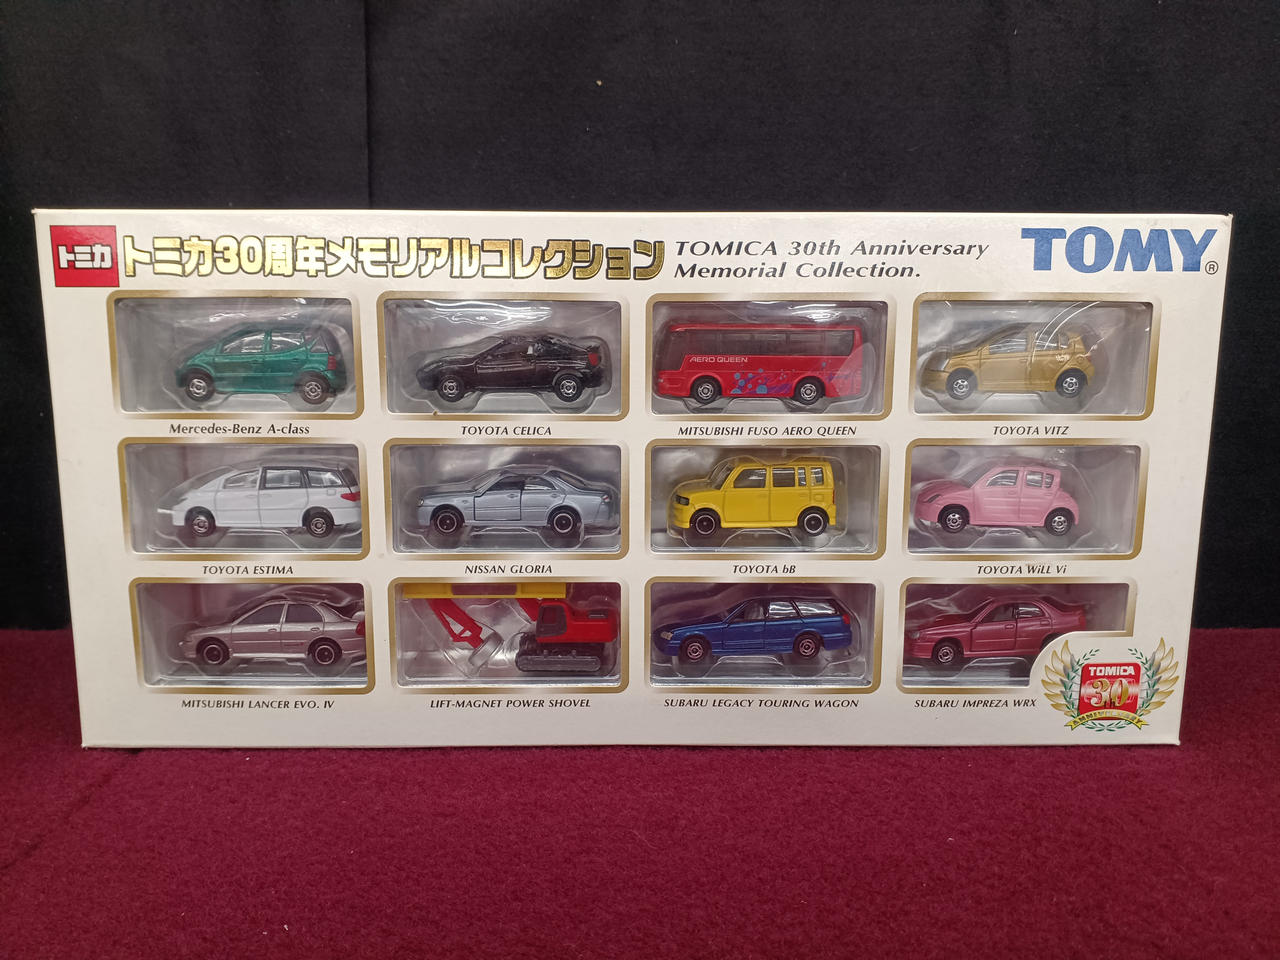 トミカ
トミカ30周年メモリアルコレクション
TOMICA 30th Anniversary
Memorial Collection.
TOMY®
AERO QUEEN
Mercedes-Benz A-class
TOYOTA CELICA
MITSUBISHI FUSO AERO QUEEN
TOYOTA VITZ
TOYOTA ESTIMA
NISSAN GLORIA
TOYOTA bB
TOYOTA WiLL Vi
MITSUBISHI LANCER EVO. IV
LIFT-MAGNET POWER SHOVEL
SUBARU LEGACY TOURING WAGON
SUBARU IMPREZA WRX
TOMICA
30
ANNIVERSARY